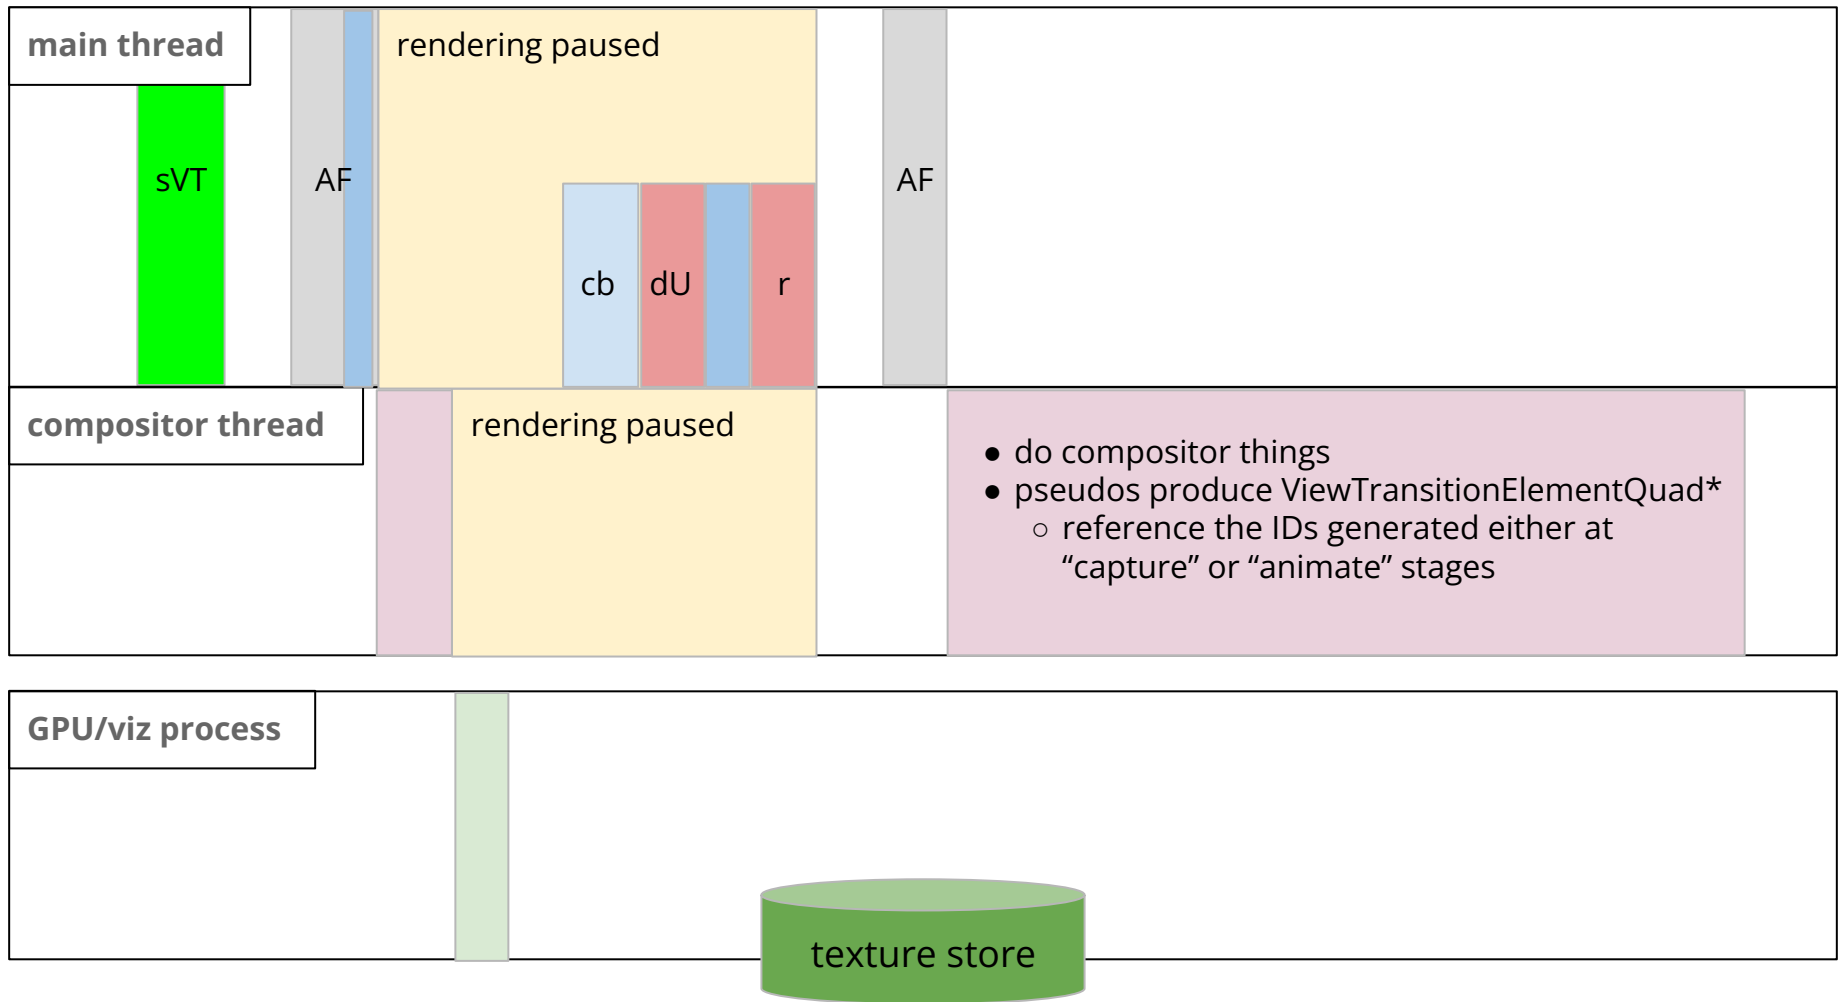 main thread
rendering paused
sVT
AF
AF
cb
dU
r
compositor thread
rendering paused
● do compositor things
● pseudos produce ViewTransitionElementQuad*
○ reference the IDs generated either at
“capture” or “animate” stages
GPU/viz process
texture store